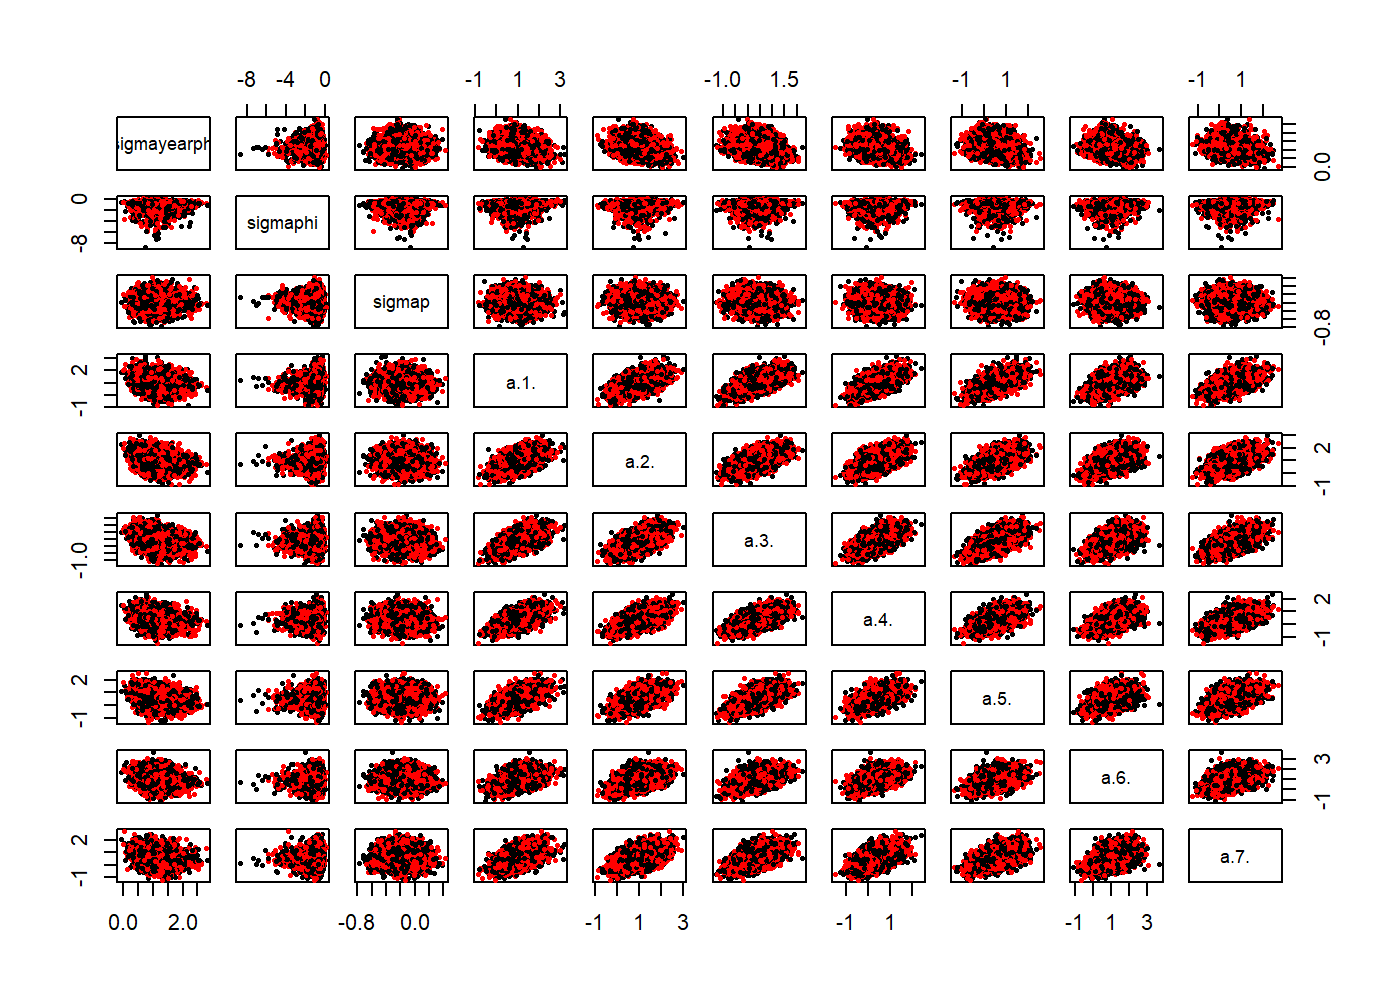 -8 -4 0 -1 1 3 -1.0 1.5 -1 1 -1 1
sigmayearph 0.0
0 -8 sigmaphi
sigmap -0.8
2 -1 a.1.
a.2. 2 -1
-1.0 a.3.
a.4. 2 -1
2 -1 a.5.
a.6. 3 -1
2 -1 a.7.
0.0 2.0 -0.8 0.0 -1 1 3 -1 1 -1 1 3